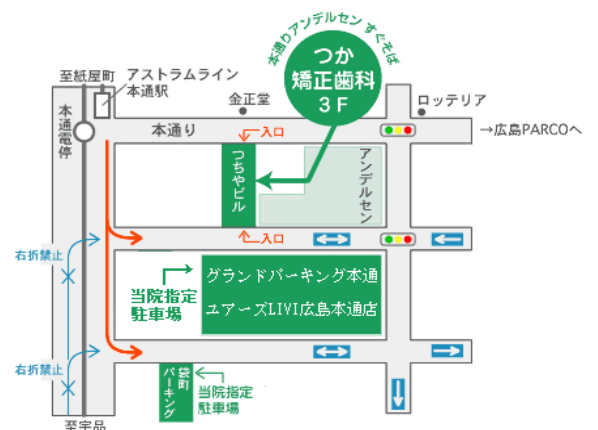 本通りアンデルセン すぐそば
つか
矯正歯科
3F
至紙屋町
アストラムライン
本通駅
金正堂
ロッテリア
本通電停
本通り
入口
→広島PARCOへ
つちやビル
アンデルセン
入口
右折禁止
グランドパーキング本通
ユアーズLIVI広島本通店
当院指定
駐車場
右折禁止
袋町
パーキング
当院指定
駐車場
至宇品